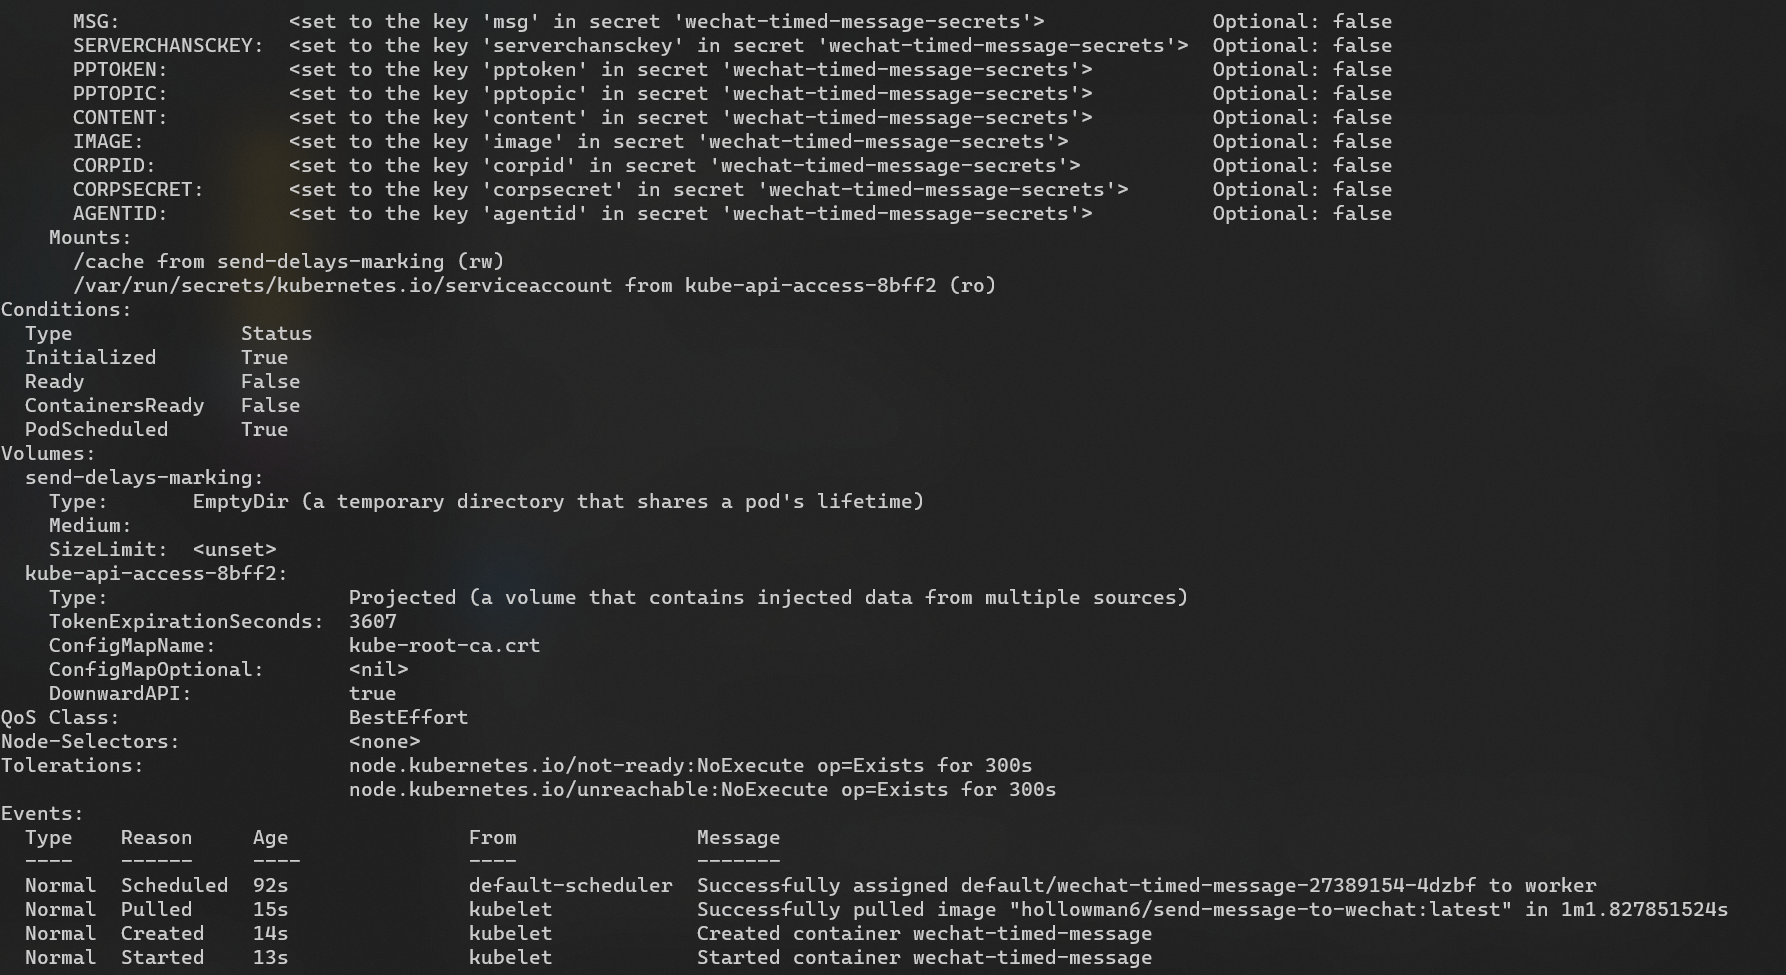 MSG: <set to the key 'msg' in secret 'wechat-timed-message-secrets'> Optional: false
SERVERCHANSCKEY: <set to the key 'serverchansckey' in secret 'wechat-timed-message-secrets'> Optional: false
PPTOKEN: <set to the key 'pptoken' in secret 'wechat-timed-message-secrets'> Optional: false
PPTOPIC: <set to the key 'pptopic' in secret 'wechat-timed-message-secrets'> Optional: false
CONTENT: <set to the key 'content' in secret 'wechat-timed-message-secrets'> Optional: false
IMAGE: <set to the key 'image' in secret 'wechat-timed-message-secrets'> Optional: false
CORPID: <set to the key 'corpid' in secret 'wechat-timed-message-secrets'> Optional: false
CORPSECRET: <set to the key 'corpsecret' in secret 'wechat-timed-message-secrets'> Optional: false
AGENTID: <set to the key 'agentid' in secret 'wechat-timed-message-secrets'> Optional: false
Mounts:
/cache from send-delays-marking (rw)
/var/run/secrets/kubernetes.io/serviceaccount from kube-api-access-8bff2 (ro)
Conditions:
Type Status
Initialized True
Ready False
ContainersReady False
PodScheduled True
Volumes:
send-delays-marking:
Type: EmptyDir (a temporary directory that shares a pod's lifetime)
Medium:
SizeLimit: <unset>
kube-api-access-8bff2:
Type: Projected (a volume that contains injected data from multiple sources)
TokenExpirationSeconds: 3607
ConfigMapName: kube-root-ca.crt
ConfigMapOptional: <nil>
DownwardAPI: true
QoS Class: BestEffort
Node-Selectors: <none>
Tolerations: node.kubernetes.io/not-ready:NoExecute op=Exists for 300s
node.kubernetes.io/unreachable:NoExecute op=Exists for 300s
Events:
Type Reason Age From Message
---- ------ ---- ---- -------
Normal Scheduled 92s default-scheduler Successfully assigned default/wechat-timed-message-27389154-4dzbf to worker
Normal Pulled 15s kubelet Successfully pulled image "hollowman6/send-message-to-wechat:latest" in 1m1.827851524s
Normal Created 14s kubelet Created container wechat-timed-message
Normal Started 13s kubelet Started container wechat-timed-message